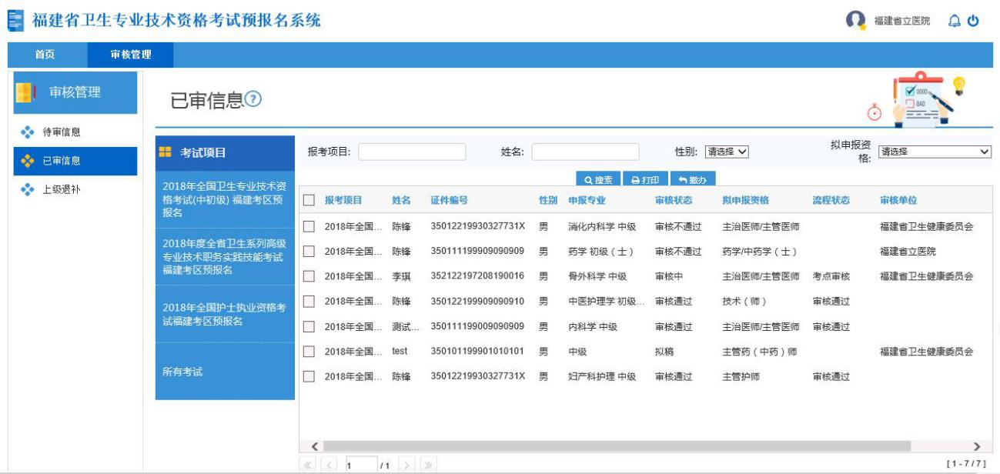 福建省卫生专业技术资格考试预报名系统
福建省立医院
首页 审核管理
审核管理
待审信息
已审信息
上级退补
已审信息?
GOOD
BAD
考试项目
2018年全国卫生专业技术资
格考试(中初级) 福建考区预
报名
2018年度全省卫生系列高级
专业技术职务实践技能考试
福建考区预报名
2018年全国护士执业资格考
试福建考区预报名
所有考试
报考项目: 姓名: 性别: 请选择 拟申报资
格: 请选择
搜索 打印 撤办
报考项目 姓名 证件编号 性别 申报专业 审核状态 拟申报资格 流程状态 审核单位
2018年全国... 陈锋 35012219930327731X 男 消化内科学 中级 审核不通过 主治医师/主管医师 福建省卫生健康委员会
2018年全国... 陈锋 350111199909090909 男 药学 初级（士） 审核不通过 药学/中药学（士） 福建省立医院
2018年全国... 李琪 352122197208190016 男 骨外科学 中级 审核中 主治医师/主管医师 考点审核 福建省卫生健康委员会
2018年全国... 陈锋 350122199909090910 男 中医护理学 初级... 审核通过 技术（师） 审核通过
2018年全国... 测试... 350111199009090909 男 内科学 中级 审核通过 主治医师/主管医师 审核通过
2018年全国... test 350101199901010101 男 中级 拟稿 主管药（中药）师 福建省卫生健康委员会
2018年全国... 陈锋 35012219930327731X 男 妇产科护理 中级 审核通过 主管护师 审核通过
1 / 1
[1-7/7]